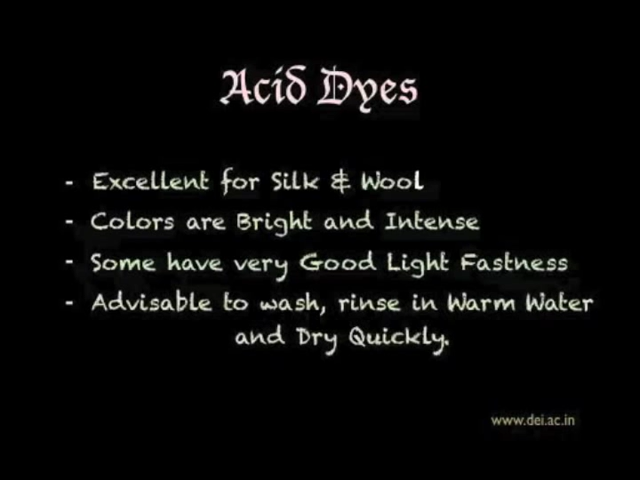 Acid Dyes
- Excellent for Silk & Wool
- Colors are Bright and Intense
- Some have very Good Light Fastness
- Advisable to wash, rinse in Warm Water
and Dry Quickly.
www.dei.ac.in